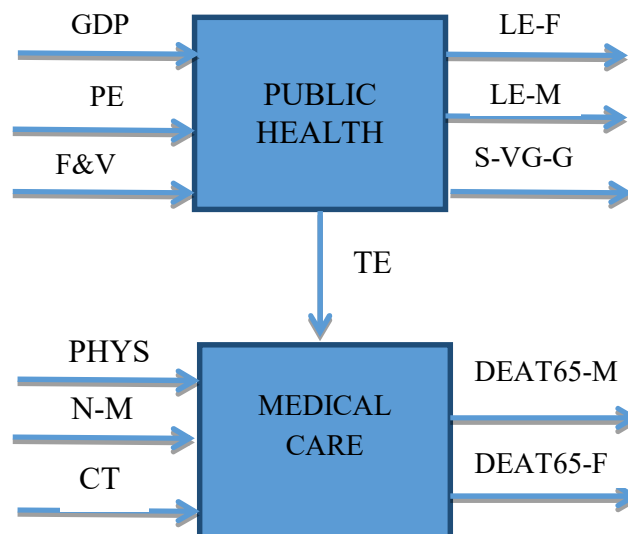 GDP
PE
F&V
PUBLIC
HEALTH
LE-F
LE-M
S-VG-G
TE
PHYS
N-M
CT
MEDICAL
CARE
DEAT65-M
DEAT65-F